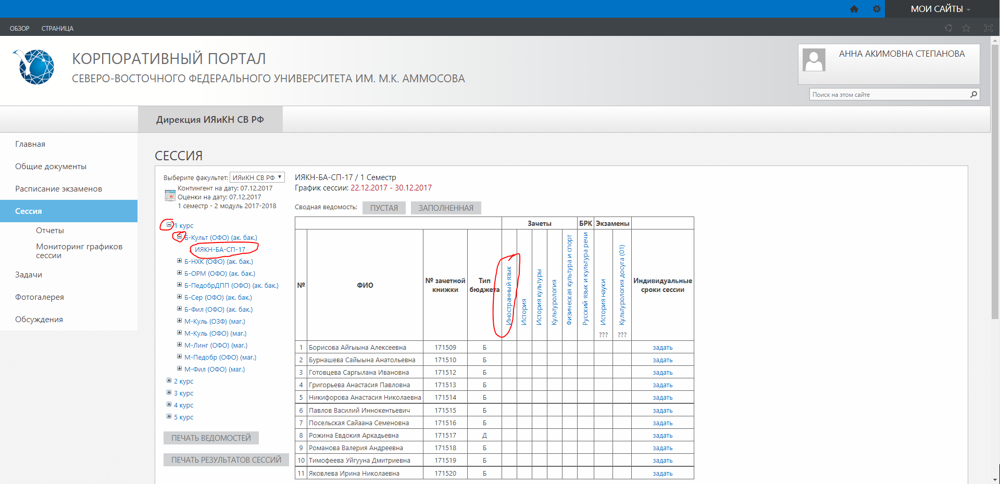 МОИ САЙТЫ
ОБЗОР СТРАНИЦА
КОРПОРАТИВНЫЙ ПОРТАЛ
СЕВЕРО-ВОСТОЧНОГО ФЕДЕРАЛЬНОГО УНИВЕРСИТЕТА ИМ. М.К. АММОСОВА
АННА АКИМОВНА СТЕПАНОВА
Поиск на этом сайте
Дирекция ИЯиКН СВ РФ
Главная
Общие документы
Расписание экзаменов
Сессия
Отчеты
Мониторинг графиков
сессии
Задачи
Фотогалерея
Обсуждения
СЕССИЯ
Выберите факультет: ИЯиКН СВ РФ
Контингент на дату: 07.12.2017
Оценки на дату: 07.12.2017
1 семестр - 2 модуль 2017-2018
1 курс
Б-Культ (ОФО) (ак. бак.)
ИЯКН-БА-СП-17
Б-НХК (ОФО) (ак. бак.)
Б-ОРМ (ОФО) (ак. бак.)
Б-ПедобрДПП (ОФО) (ак. бак.)
Б-Сер (ОФО) (ак. бак.)
Б-Фил (ОФО) (ак. бак.)
М-Куль (ОЗФ) (маг.)
М-Куль (ОФО) (маг.)
М-Линг (ОФО) (маг.)
М-Педобр (ОФО) (маг.)
М-Фил (ОФО) (маг.)
2 курс
3 курс
4 курс
5 курс
ПЕЧАТЬ ВЕДОМОСТЕЙ
ПЕЧАТЬ РЕЗУЛЬТАТОВ СЕССИЙ
ИЯКН-БА-СП-17 / 1 Семестр
График сессии: 22.12.2017 - 30.12.2017
Сводная ведомость: ПУСТАЯ ЗАПОЛНЕННАЯ
Зачеты БРК Экзамены
№ ФИО № зачетной книжки Тип бюджета Иностранный язык История История культуры Культурология Физическая культура и спорт Русский язык и культура речи История науки Культурология досуга (01) Индивидуальные сроки сессии
??? ???
1 Борисова Айгыына Алексеевна 171509 Б задать
2 Бурнашева Сайыына Анатольевна 171510 Б задать
3 Готовцева Саргылана Ивановна 171512 Б задать
4 Григорьева Анастасия Павловна 171513 Б задать
5 Никифорова Анастасия Николаевна 171514 Б задать
6 Павлов Василий Иннокентьевич 171515 Б задать
7 Посельская Сайаана Семеновна 171516 Б задать
8 Рожина Евдокия Аркадьевна 171517 Д задать
9 Романова Валерия Андреевна 171518 Б задать
10 Тимофеева Уйгууна Дмитриевна 171519 Б задать
11 Яковлева Ирина Николаевна 171520 Б задать